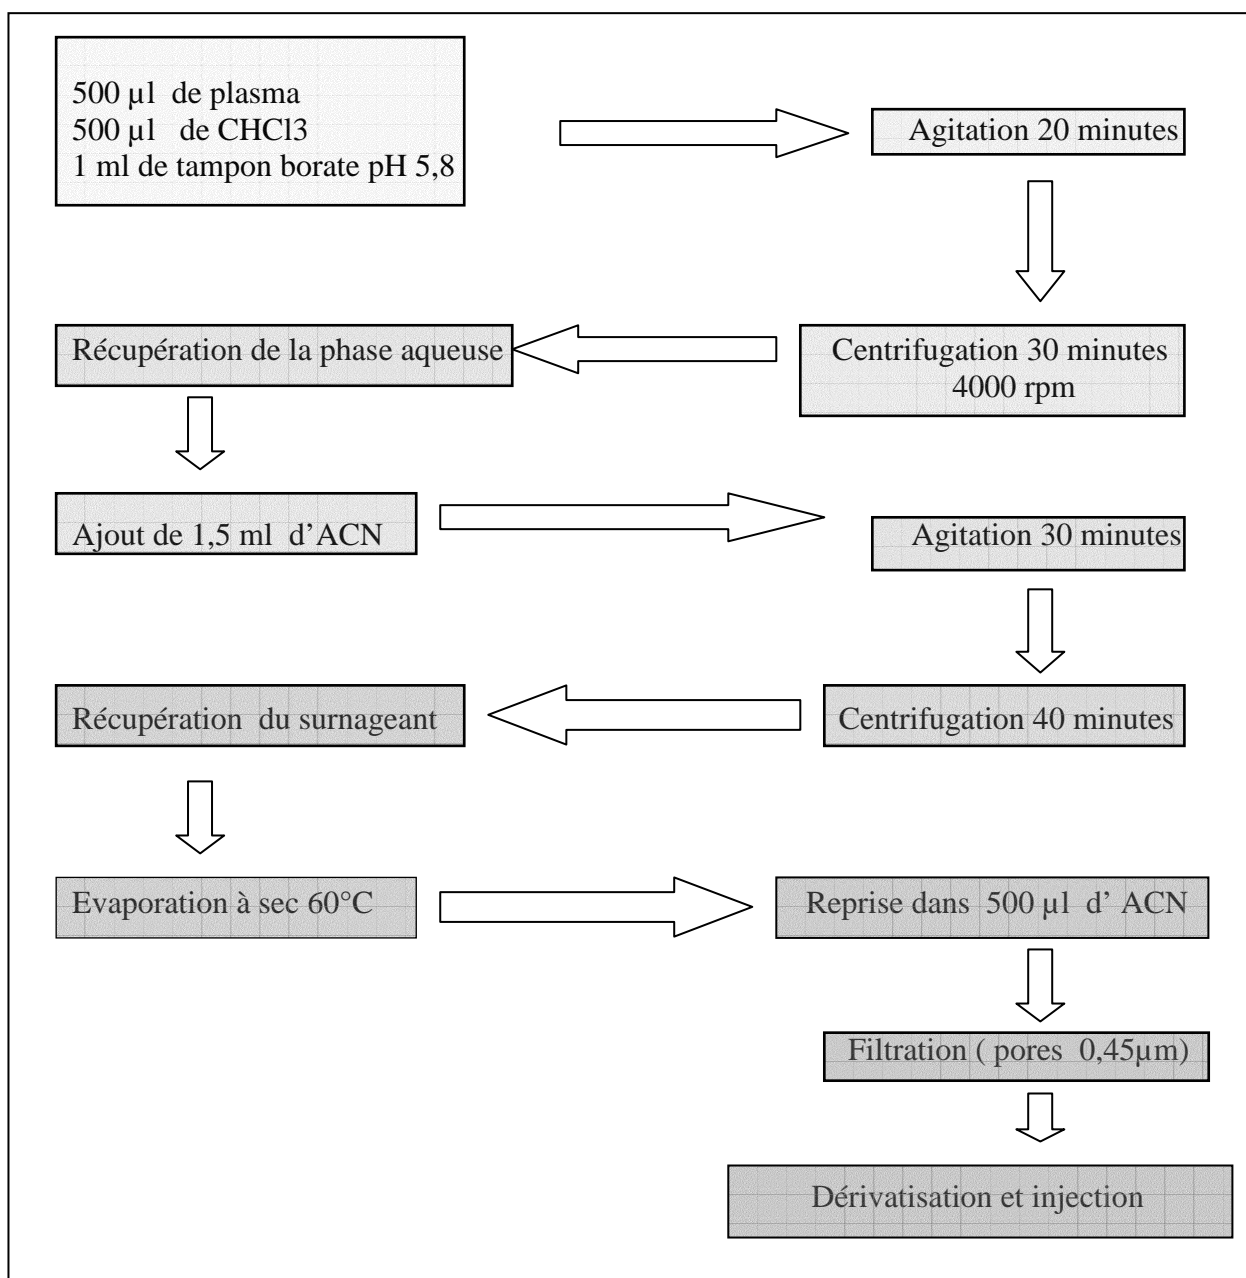 500 µl de plasma
500 µl de CHCl3
1 ml de tampon borate pH 5,8
Agitation 20 minutes
Centrifugation 30 minutes
4000 rpm
Récupération de la phase aqueuse
Ajout de 1,5 ml d’ACN
Agitation 30 minutes
Centrifugation 40 minutes
Récupération du surnageant
Evaporation à sec 60°C
Reprise dans 500 µl d’ ACN
Filtration ( pores 0,45µm)
Dérivatisation et injection